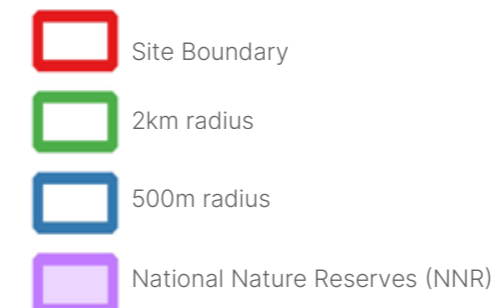 Site Boundary
2km radius
500m radius
National Nature Reserves (NNR)